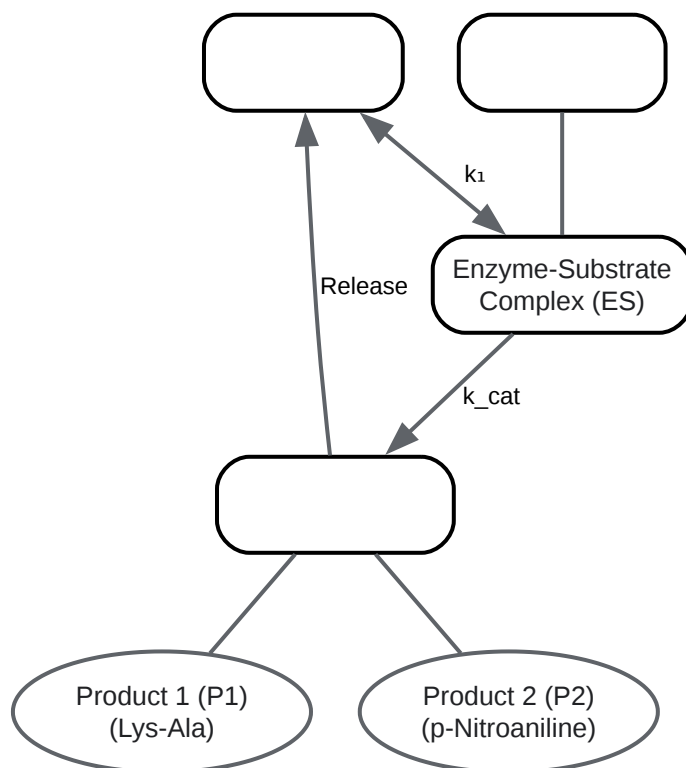 k₁
Enzyme-Substrate
Complex (ES)
Release
k_cat
Product 1 (P1)
(Lys-Ala)
Product 2 (P2)
(p-Nitroaniline)